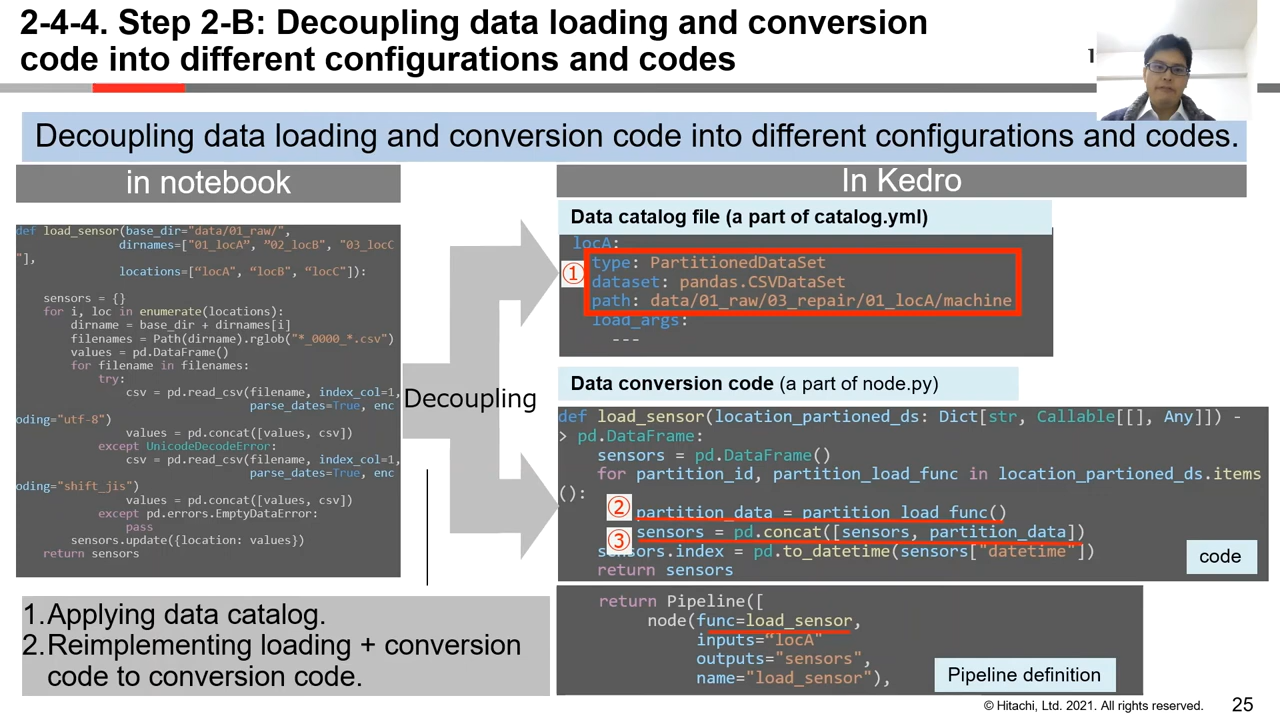 2-4-4. Step 2-B: Decoupling data loading and conversion
code into different configurations and codes
1
Decoupling data loading and conversion code into different configurations and codes.
in notebook
def load_sensor(base_dir="data/01_raw/",
dirnames=["01_locA”, ”02_locB", "03_locC
"],
locations=[“locA”, “locB”, “locC”]):
sensors = {}
for i, loc in enumerate(locations):
dirname = base_dir + dirnames[i]
filenames = Path(dirname).rglob("*_0000_*.csv")
values = pd.DataFrame()
for filename in filenames:
try:
csv = pd.read_csv(filename, index_col=1,
parse_dates=True, enc
oding="utf-8")
values = pd.concat([values, csv])
except UnicodeDecodeError:
csv = pd.read_csv(filename, index_col=1,
parse_dates=True, enc
oding="shift_jis")
values = pd.concat([values, csv])
except pd.errors.EmptyDataError:
pass
sensors.update({location: values})
return sensors
Decoupling
1.Applying data catalog.
2.Reimplementing loading + conversion
code to conversion code.
In Kedro
Data catalog file (a part of catalog.yml)
locA:
① type: PartitionedDataSet
dataset: pandas.CSVDataSet
path: data/01_raw/03_repair/01_locA/machine
load_args:
---
Data conversion code (a part of node.py)
def load_sensor(location_partioned_ds: Dict[str, Callable[[], Any]]) -
> pd.DataFrame:
sensors = pd.DataFrame()
for partition_id, partition_load_func in location_partioned_ds.items
():
② partition_data = partition_load_func()
③ sensors = pd.concat([sensors, partition_data])
sensors.index = pd.to_datetime(sensors["datetime"])
return sensors
code
return Pipeline([
node(func=load_sensor,
inputs=“locA"
outputs="sensors",
name="load_sensor"),
Pipeline definition
© Hitachi, Ltd. 2021. All rights reserved.
25